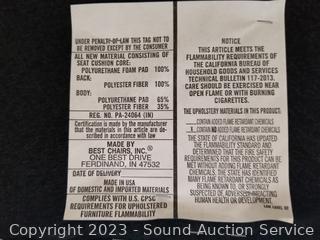 UNDER PENALTY OF LAW THIS TAG NOT TO
BE REMOVED EXCEPT BY THE CONSUMER
ALL NEW MATERIAL CONSISTING OF
SEAT CUSHION CORE:
POLYURETHANE FOAM PAD 100%
BACK:
POLYESTER FIBER 100%
BODY:
POLYURETHANE PAD 65%
POLYESTER FIBER 35%
REG. NO. PA-24064 (IN)
Certification is made by the manufacturer
that the materials in this article are de-
scribed in accordance with law
MADE BY
BEST CHAIRS, INC.®
ONE BEST DRIVE
FERDINAND, IN 47532
DATE OF DELIVERY
MADE IN USA
OF DOMESTIC AND IMPORTED MATERIALS
COMPLIES WITH U.S. CPSC
REQUIREMENTS FOR UPHOLSTERED
FURNITURE FLAMMABILITY
NOTICE
THIS ARTICLE MEETS THE
FLAMMABILITY REQUIREMENTS OF
THE CALIFORNIA BUREAU OF
HOUSEHOLD GOODS AND SERVICES
TECHNICAL BULLETIN 117-2013.
CARE SHOULD BE EXERCISED NEAR
OPEN FLAME OR WITH BURNING
CIGARETTES.
THE UPHOLSTERY MATERIALS IN THIS PRODUCT:
CONTAIN ADDED FLAME RETARDANT CHEMICALS
X CONTAIN NO ADDED FLAME RETARDANT CHEMICALS
THE STATE OF CALIFORNIA HAS UPDATED
THE FLAMMABILITY STANDARD AND
DETERMINED THAT THE FIRE SAFETY
REQUIREMENTS FOR THIS PRODUCT CAN BE
MET WITHOUT ADDING FLAME RETARDANT
CHEMICALS. THE STATE HAS IDENTIFIED
MANY FLAME RETARDANT CHEMICALS AS
BEING KNOWN TO, OR STRONGLY
SUSPECTED OF, ADVERSELY IMPACTING
HUMAN HEALTH OR DEVELOPMENT.
LAW LABEL
Copyright 2023 - Sound Auction Service